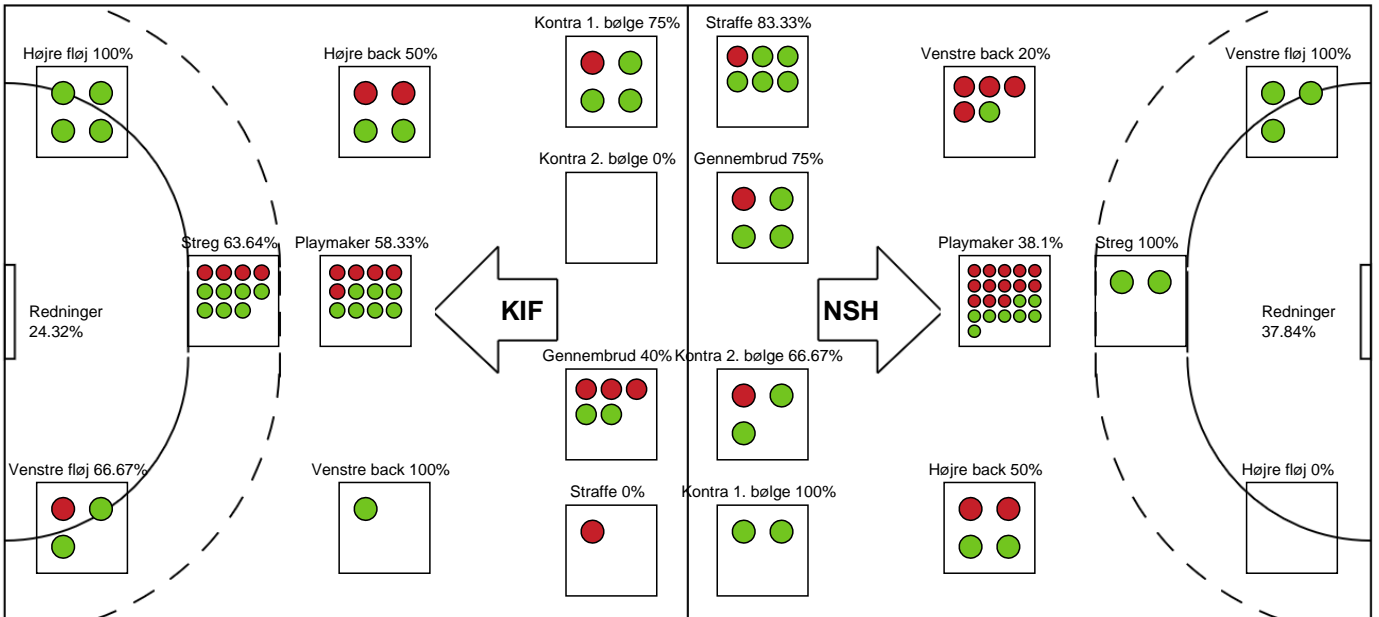 Kontra 1. bølge 75%
Straffe 83.33%
Højre fløj 100%
Højre back 50%
Venstre back 20%
Venstre fløj 100%
Kontra 2. bølge 0%
Gennembrud 75%
Streg 63.64%
Playmaker 58.33%
Playmaker 38.1%
Streg 100%
Redninger
24.32%
KIF
NSH
Redninger
37.84%
Gennembrud 40%
Kontra 2. bølge 66.67%
Venstre fløj 66.67%
Venstre back 100%
Højre back 50%
Højre fløj 0%
Straffe 0%
Kontra 1. bølge 100%